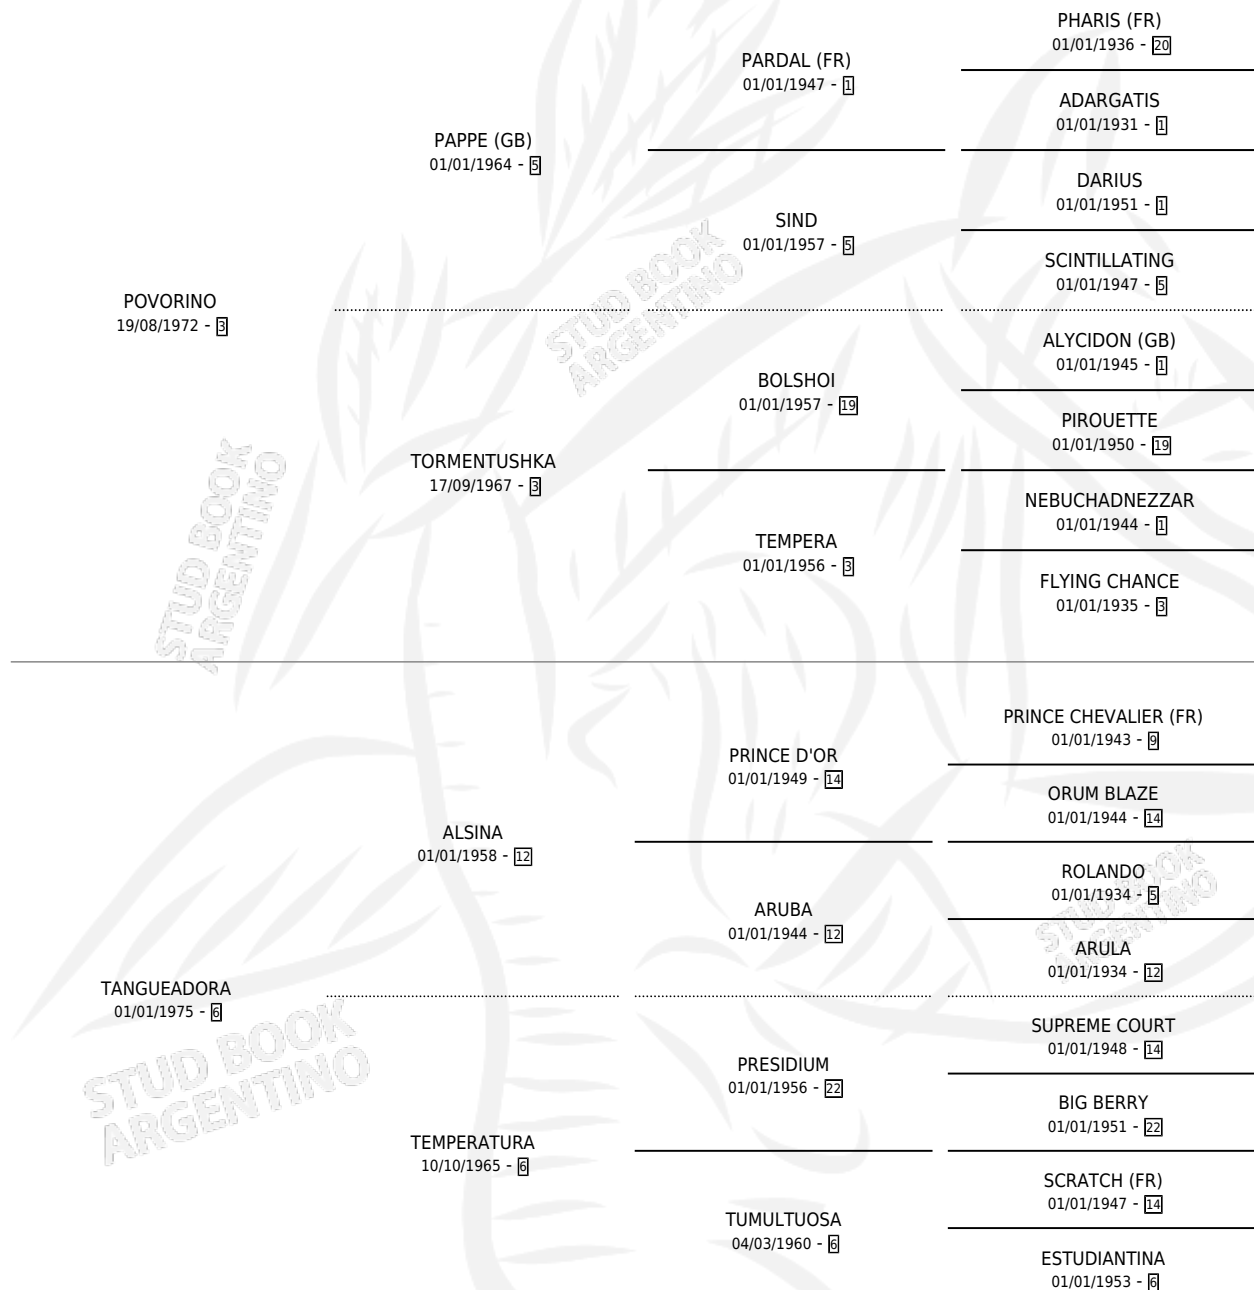 PHARIS (FR)
01/01/1936 - 20
PARDAL (FR)
01/01/1947 - 1
ADARGATIS
01/01/1931 - 1
PAPPE (GB)
01/01/1964 - 5
DARIUS
01/01/1951 - 1
SIND
01/01/1957 - 5
SCINTILLATING
01/01/1947 - 5
POVORINO
19/08/1972 - 3
ALYCIDON (GB)
01/01/1945 - 1
BOLSHOI
01/01/1957 - 19
PIROUETTE
01/01/1950 - 19
TORMENTUSHKA
17/09/1967 - 3
NEBUCHADNEZZAR
01/01/1944 - 1
TEMPERA
01/01/1956 - 3
FLYING CHANCE
01/01/1935 - 3
PRINCE CHEVALIER (FR)
01/01/1943 - 9
PRINCE D'OR
01/01/1949 - 14
ORUM BLAZE
01/01/1944 - 14
ALSINA
01/01/1958 - 12
ROLANDO
01/01/1934 - 5
ARUBA
01/01/1944 - 12
ARULA
01/01/1934 - 12
TANGUEADORA
01/01/1975 - 6
SUPREME COURT
01/01/1948 - 14
PRESIDIUM
01/01/1956 - 22
BIG BERRY
01/01/1951 - 22
TEMPERATURA
10/10/1965 - 6
SCRATCH (FR)
01/01/1947 - 14
TUMULTUOSA
04/03/1960 - 6
ESTUDIANTINA
01/01/1953 - 6
STUD BOOK
ARGENTINO
STUD BOOK
ARGENTINO
STUD BOOK
ARGENTINO
STUD BOOK
ARGENTINO